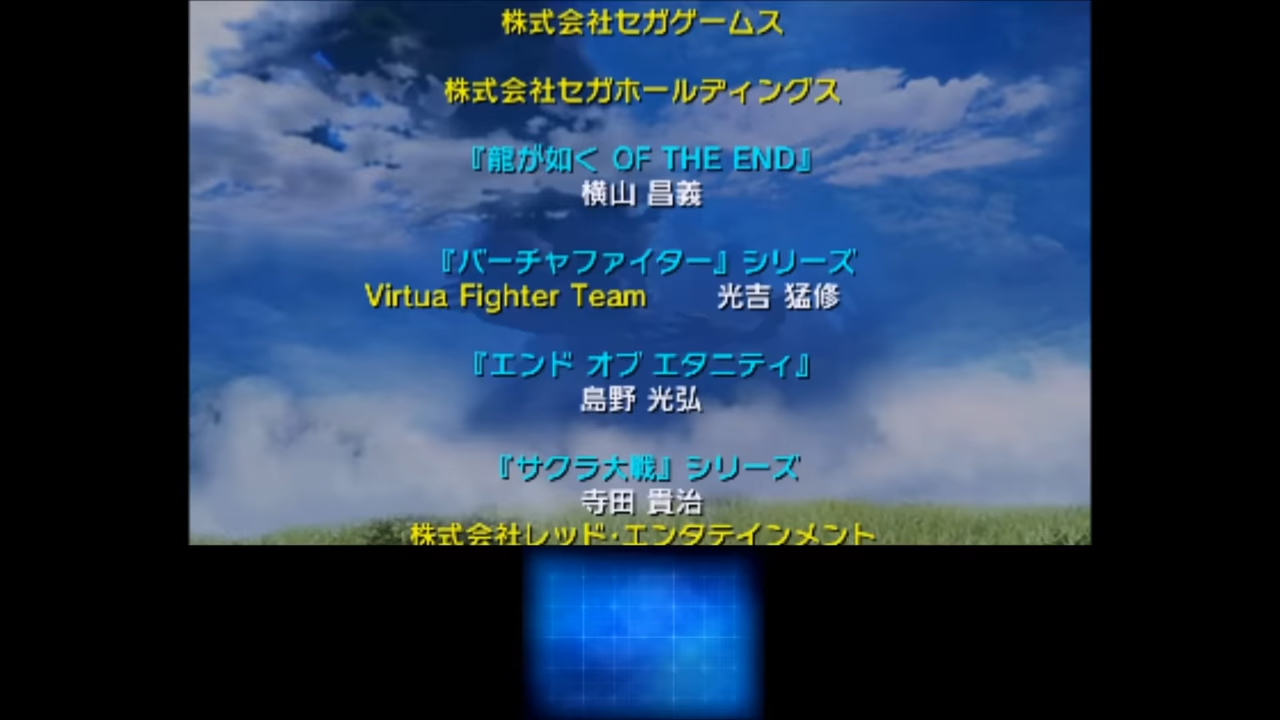 株式会社セガゲームス
株式会社セガホールディングス
『龍が如く OF THE END』
横山 昌義
『バーチャファイター』シリーズ
Virtua Fighter Team 光吉 猛修
『エンド オブ エタニティ』
島野 光弘
『サクラ大戦』シリーズ
寺田 貴治
株式会社レッド・エンタテインメント